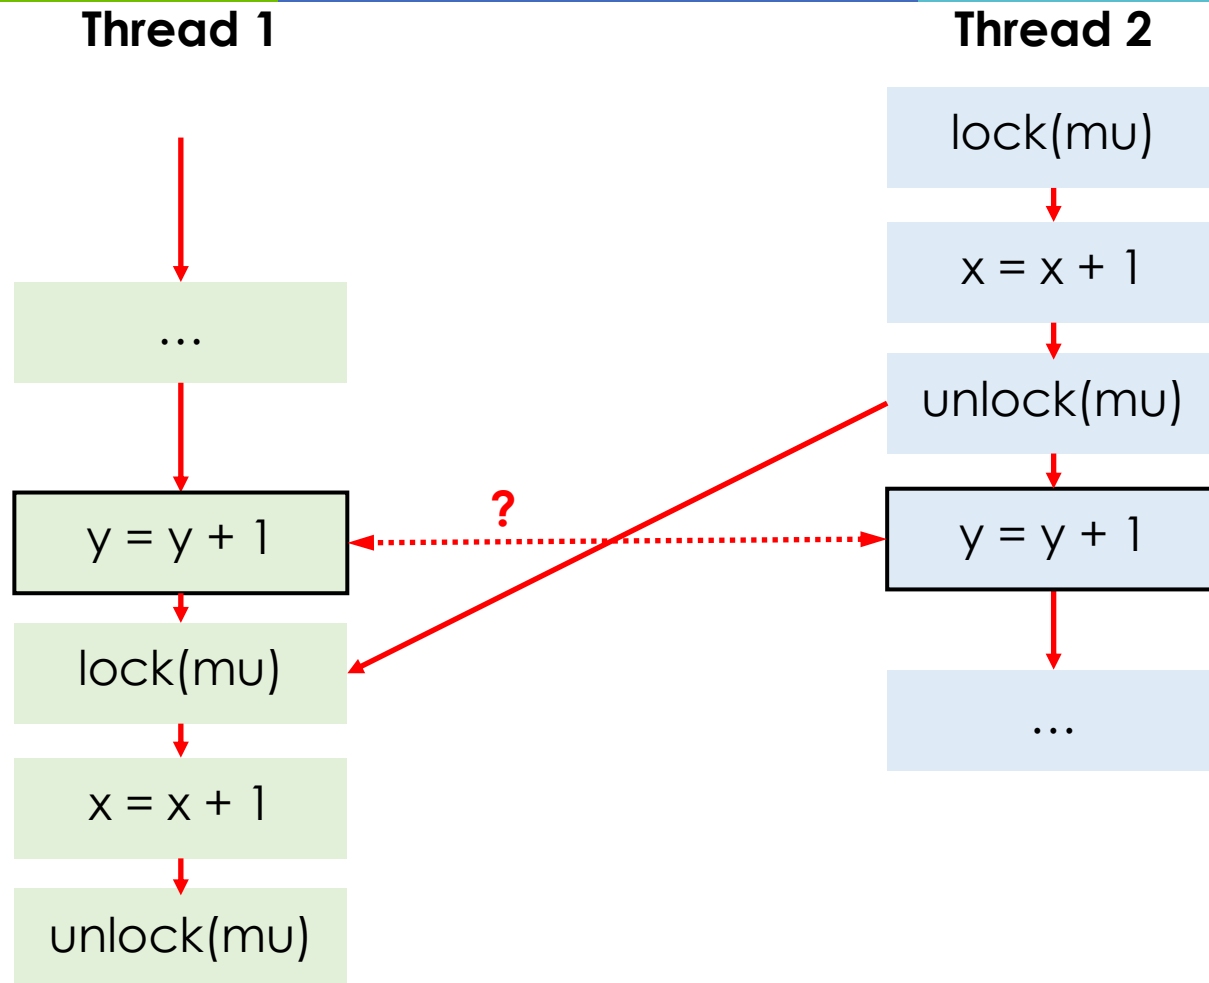 Thread 1
Thread 2
lock(mu)
x = x + 1
...
unlock(mu)
?
y = y + 1
y = y + 1
lock(mu)
...
x = x + 1
unlock(mu)